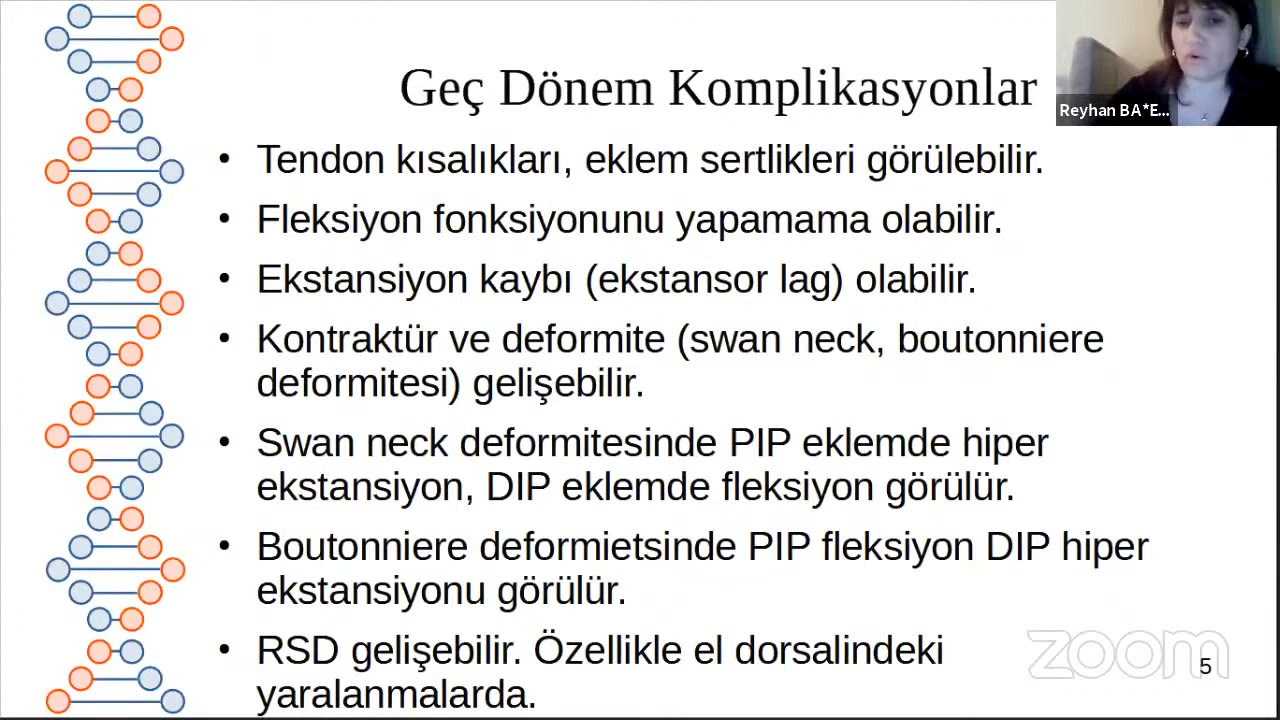 Geç Dönem Komplikasyonlar
Reyhan BA*E...
• Tendon kısalıkları, eklem sertlikleri görülebilir.
• Fleksiyon fonksiyonunu yapamama olabilir.
• Ekstansiyon kaybı (ekstansor lag) olabilir.
• Kontraktür ve deformite (swan neck, boutonniere
deformitesi) gelişebilir.
• Swan neck deformitesinde PIP eklemde hiper
ekstansiyon, DIP eklemde fleksiyon görülür.
• Boutonniere deformietsinde PIP fleksiyon DIP hiper
ekstansiyonu görülür.
• RSD gelişebilir. Özellikle el dorsalindeki
yaralanmalarda.
zoom
5